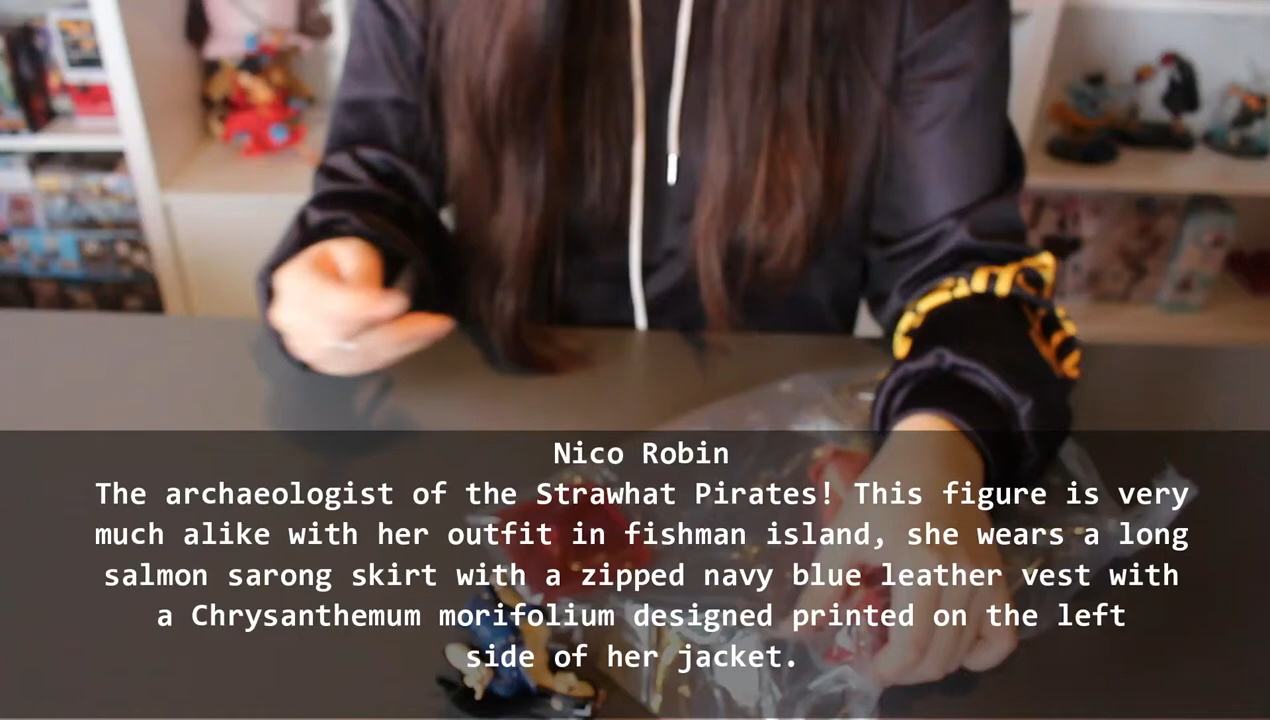 Nico Robin
The archaeologist of the Strawhat Pirates! This figure is very
much alike with her outfit in fishman island, she wears a long
salmon sarong skirt with a zipped navy blue leather vest with
a Chrysanthemum morifolium designed printed on the left
side of her jacket.